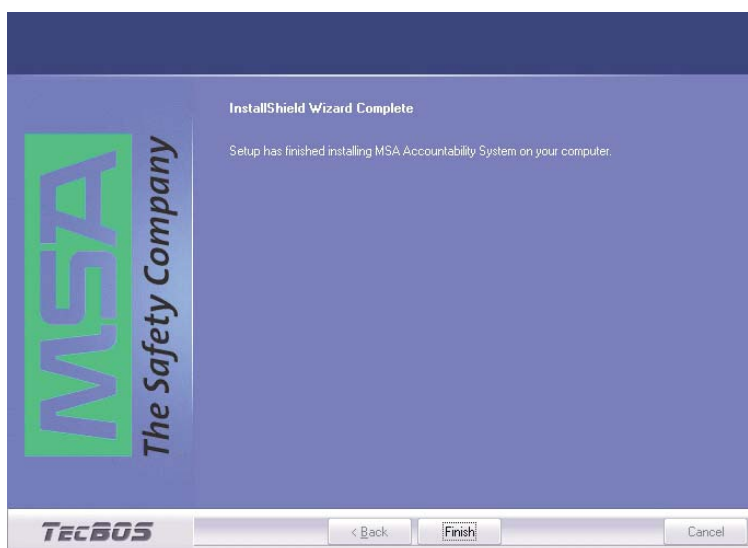 InstallShield Wizard Complete
Setup has finished installing MSA Accountability System on your computer.
MSA
The Safety Company
TECBOS
< Back
Finish
Cancel